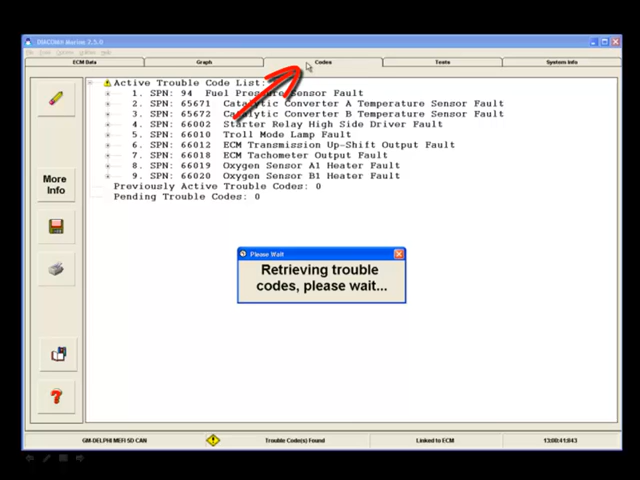 DIACOM® Marine 2.5.0
File Data Options Utilities Help
ECM Data
Graph
Codes
Tests
System Info
Active Trouble Code List:
1. SPN: 94 Fuel Pressure Sensor Fault
2. SPN: 65671 Catalytic Converter A Temperature Sensor Fault
3. SPN: 65672 Catalytic Converter B Temperature Sensor Fault
4. SPN: 66002 Starter Relay High Side Driver Fault
5. SPN: 66010 Troll Mode Lamp Fault
6. SPN: 66012 ECM Transmission Up-Shift Output Fault
7. SPN: 66018 ECM Tachometer Output Fault
8. SPN: 66019 Oxygen Sensor A1 Heater Fault
9. SPN: 66020 Oxygen Sensor B1 Heater Fault
Previously Active Trouble Codes: 0
Pending Trouble Codes: 0
More
Info
Please Wait
Retrieving trouble
codes, please wait...
GM-DELPHI MEFI 5D CAN
Trouble Code(s) Found
Linked to ECM
13:08:41:843